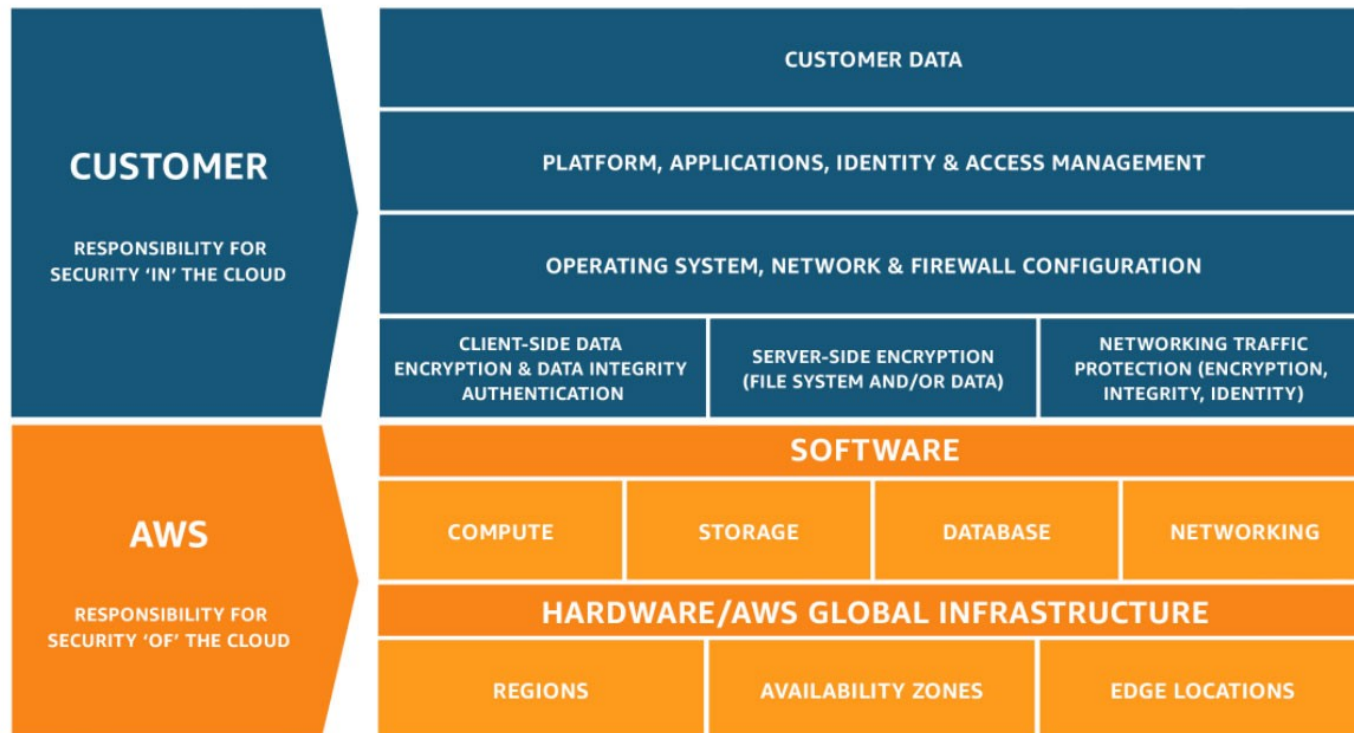 CUSTOMER
RESPONSIBILITY FOR
SECURITY ‘IN’ THE CLOUD
CUSTOMER DATA
PLATFORM, APPLICATIONS, IDENTITY & ACCESS MANAGEMENT
OPERATING SYSTEM, NETWORK & FIREWALL CONFIGURATION
CLIENT-SIDE DATA
ENCRYPTION & DATA INTEGRITY
AUTHENTICATION
SERVER-SIDE ENCRYPTION
(FILE SYSTEM AND/OR DATA)
NETWORKING TRAFFIC
PROTECTION (ENCRYPTION,
INTEGRITY, IDENTITY)
AWS
RESPONSIBILITY FOR
SECURITY ‘OF’ THE CLOUD
SOFTWARE
COMPUTE
STORAGE
DATABASE
NETWORKING
HARDWARE/AWS GLOBAL INFRASTRUCTURE
REGIONS
AVAILABILITY ZONES
EDGE LOCATIONS